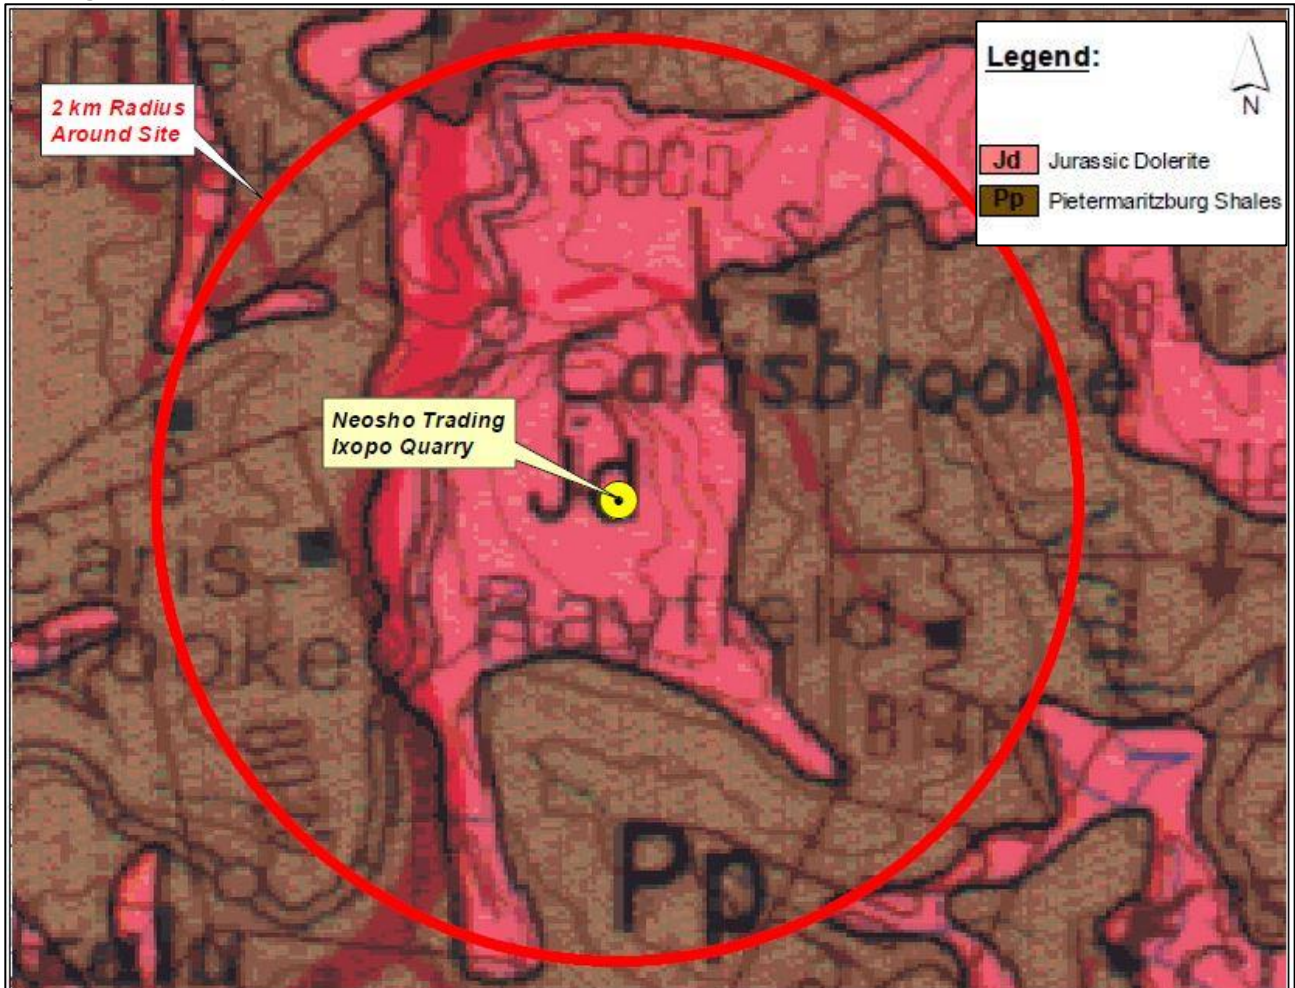 Legend:
N
2 km Radius
Around Site
Jd Jurassic Dolerite
Pp Pietermaritzburg Shales
Carisbrooke
Neosho Trading
Ixopo Quarry
Jd
Caris-
brooke
Rayfield
Pp